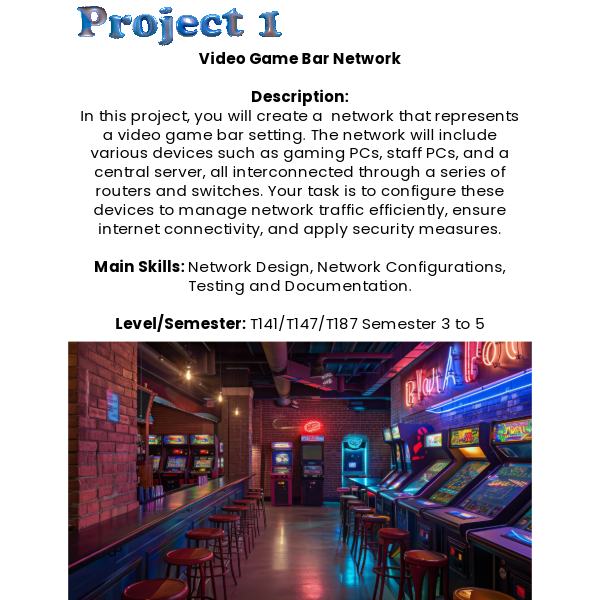 Project 1
Video Game Bar Network
Description:
In this project, you will create a network that represents
a video game bar setting. The network will include
various devices such as gaming PCs, staff PCs, and a
central server, all interconnected through a series of
routers and switches. Your task is to configure these
devices to manage network traffic efficiently, ensure
internet connectivity, and apply security measures.
Main Skills: Network Design, Network Configurations,
Testing and Documentation.
Level/Semester: T141/T147/T187 Semester 3 to 5